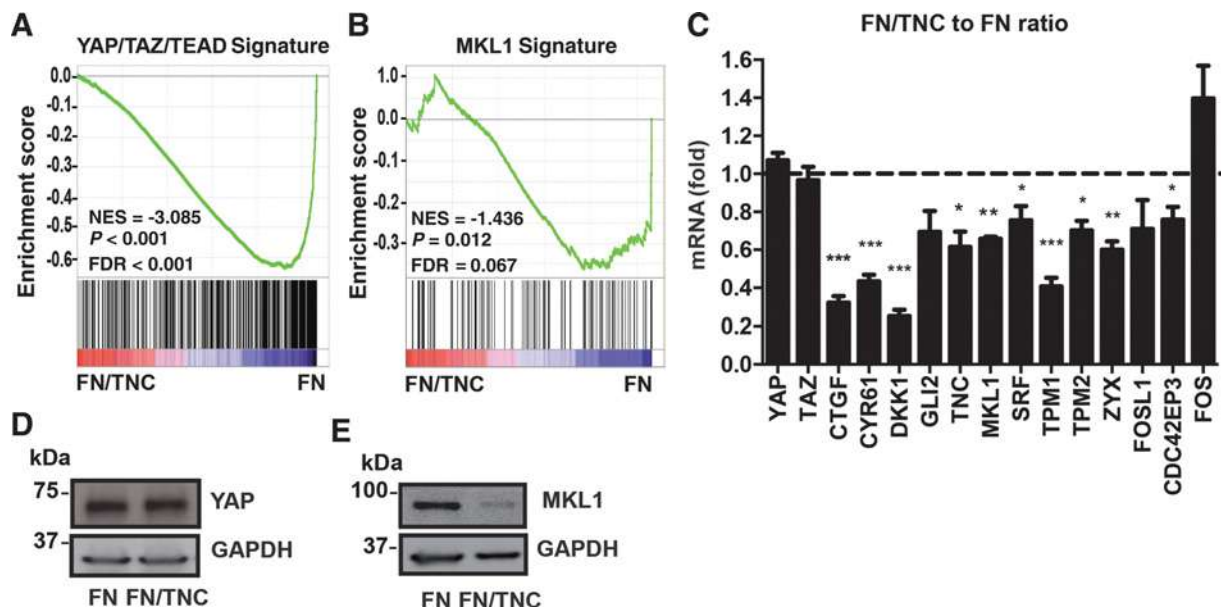 A
YAP/TAZ/TEAD Signature
Enrichment score
0.0
-0.1
-0.2
-0.3
-0.4
-0.5
-0.6
NES = -3.085
P < 0.001
FDR < 0.001
FN/TNC FN
B
MKL1 Signature
Enrichment score
1.0
0.0
-0.1
-0.2
-0.3
NES = -1.436
P = 0.012
FDR = 0.067
FN/TNC FN
C
FN/TNC to FN ratio
mRNA (fold)
1.6
1.4
1.2
1.0
0.8
0.6
0.4
0.2
0.0
*** *** *** * ** * *** * ** *
YAP
TAZ
CTGF
CYR61
DKK1
GLI2
TNC
MKL1
SRF
TPM1
TPM2
ZYX
FOSL1
CDC42EP3
FOS
D
kDa
75-
YAP
37-
GAPDH
FN FN/TNC
E
kDa
100-
MKL1
37-
GAPDH
FN FN/TNC